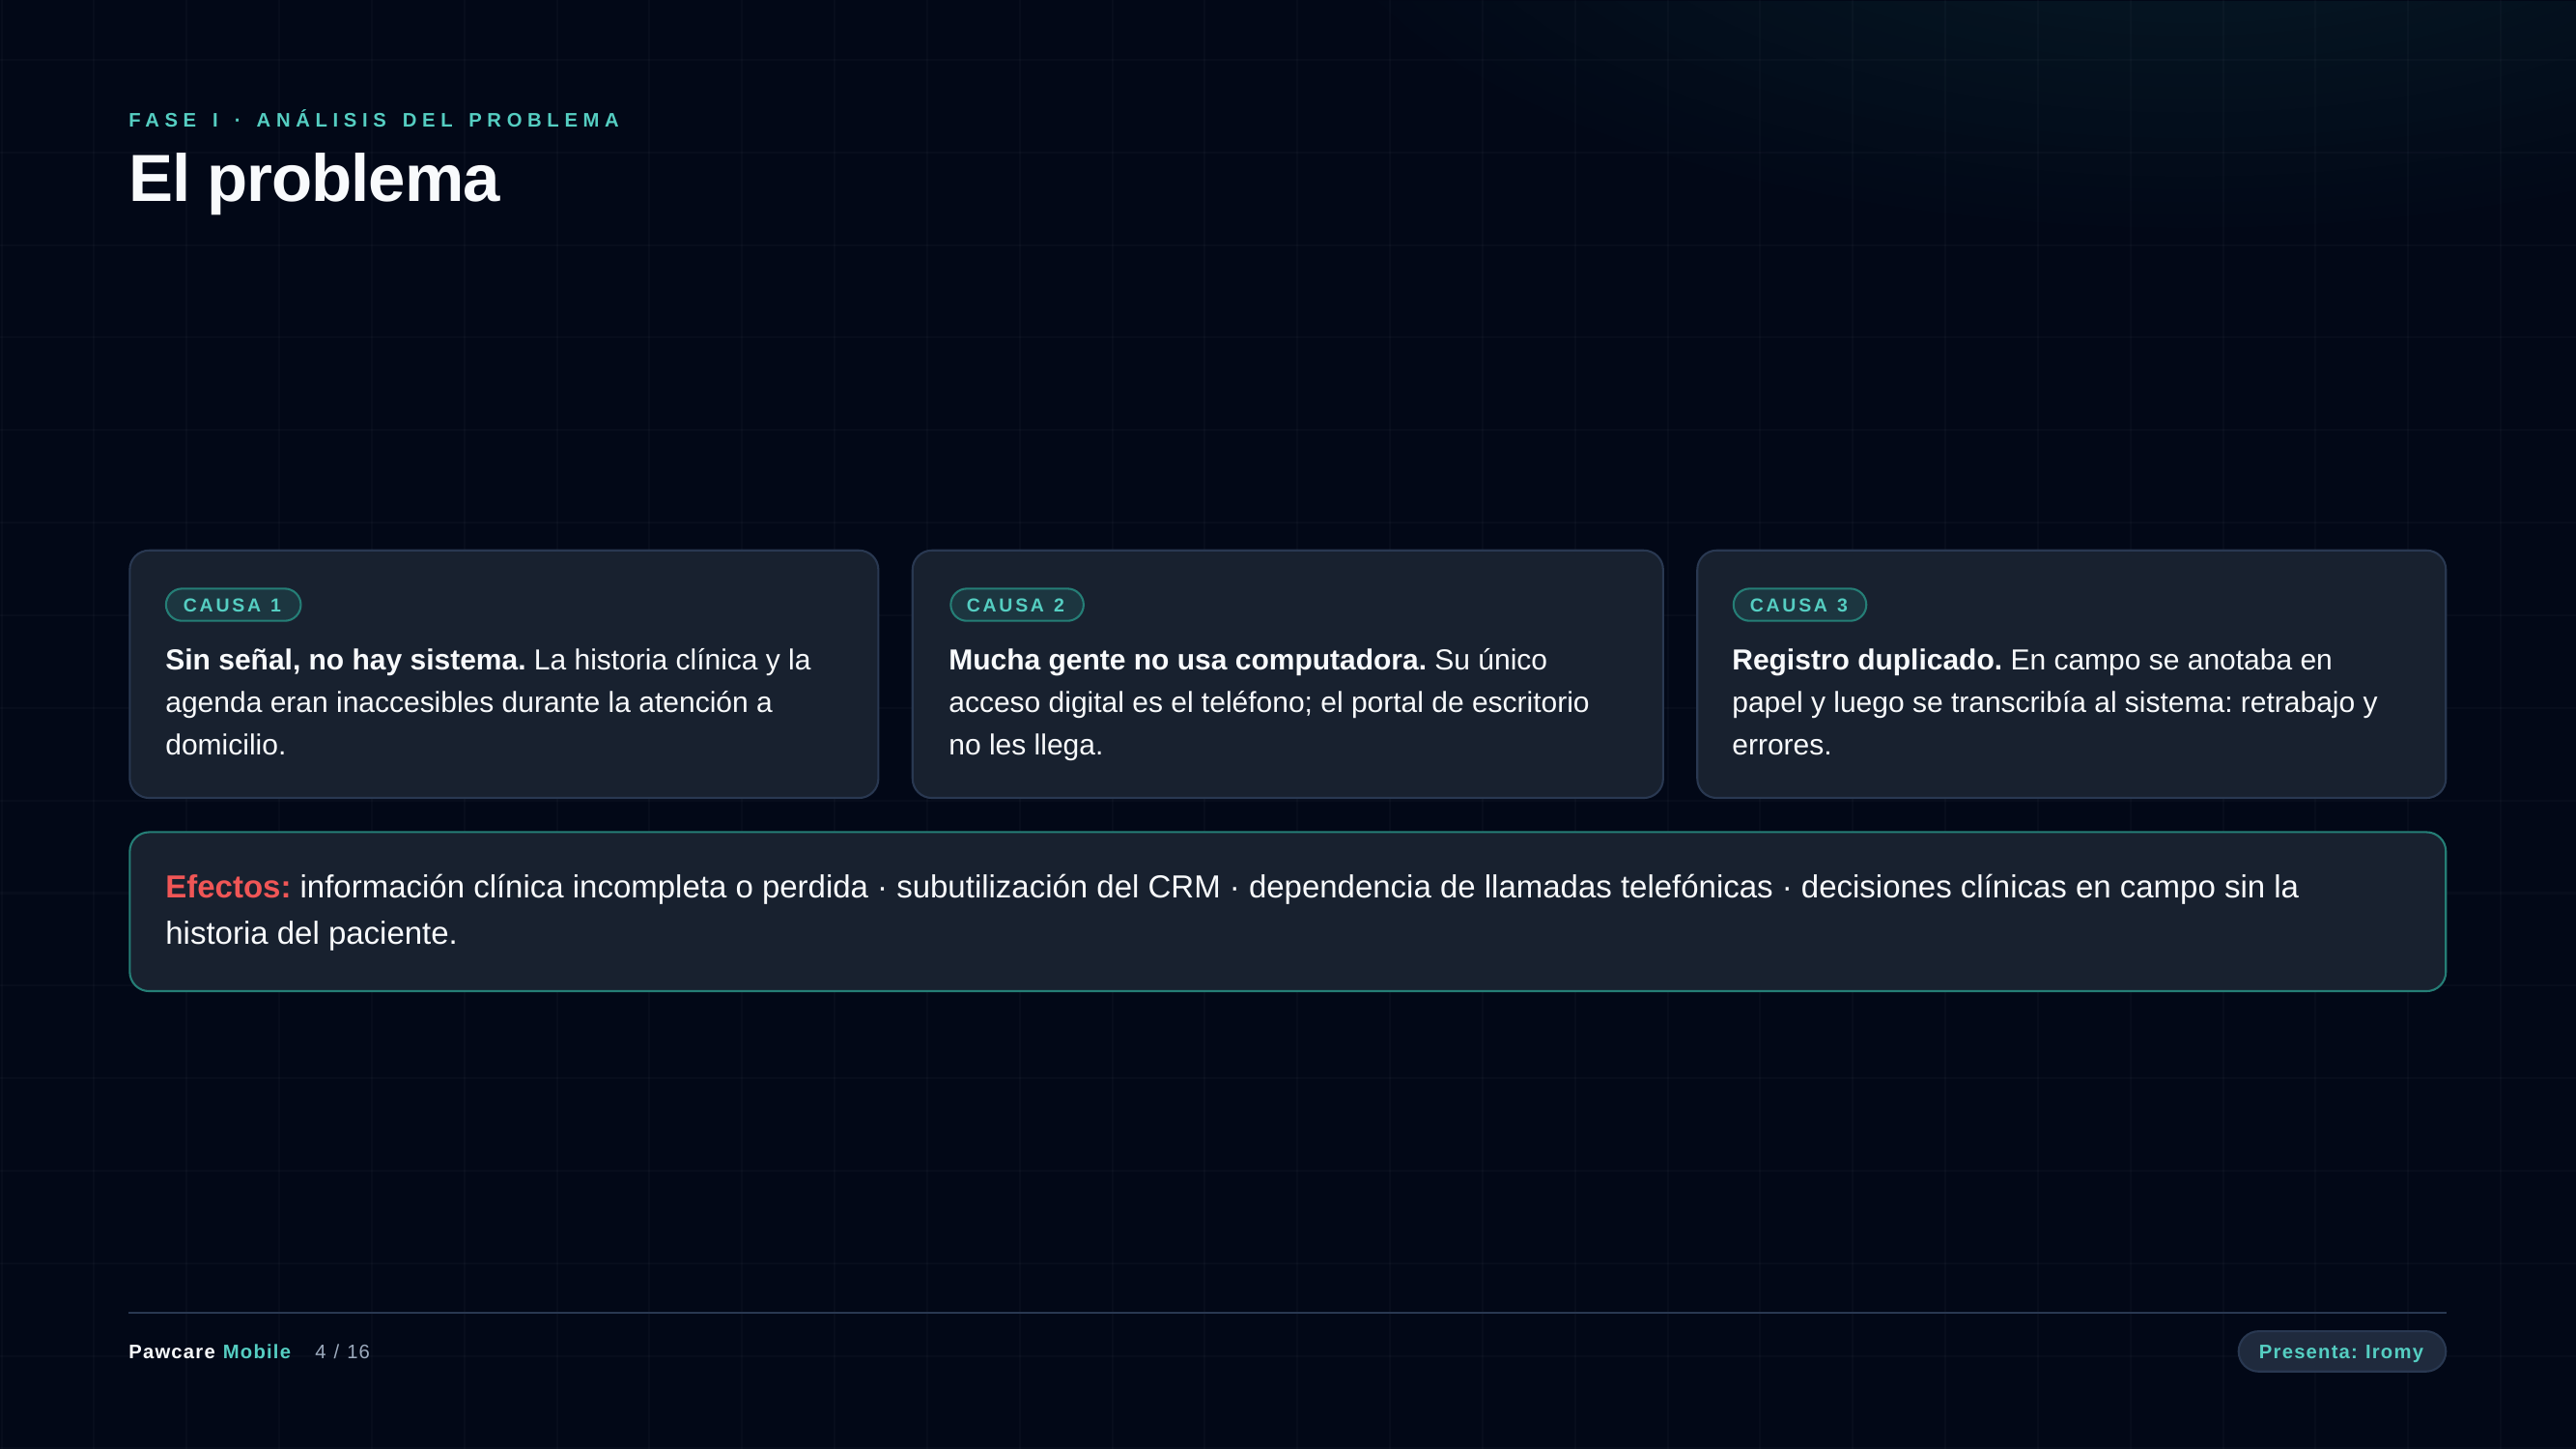 FASE I · ANÁLISIS DEL PROBLEMA
El problema
CAUSA 1
Sin señal, no hay sistema. La historia clínica y la
agenda eran inaccesibles durante la atención a
domicilio.
CAUSA 2
Mucha gente no usa computadora. Su único
acceso digital es el teléfono; el portal de escritorio
no les llega.
CAUSA 3
Registro duplicado. En campo se anotaba en
papel y luego se transcribía al sistema: retrabajo y
errores.
Efectos: información clínica incompleta o perdida · subutilización del CRM · dependencia de llamadas telefónicas · decisiones clínicas en campo sin la
historia del paciente.
Pawcare Mobile 4 / 16
Presenta: Iromy